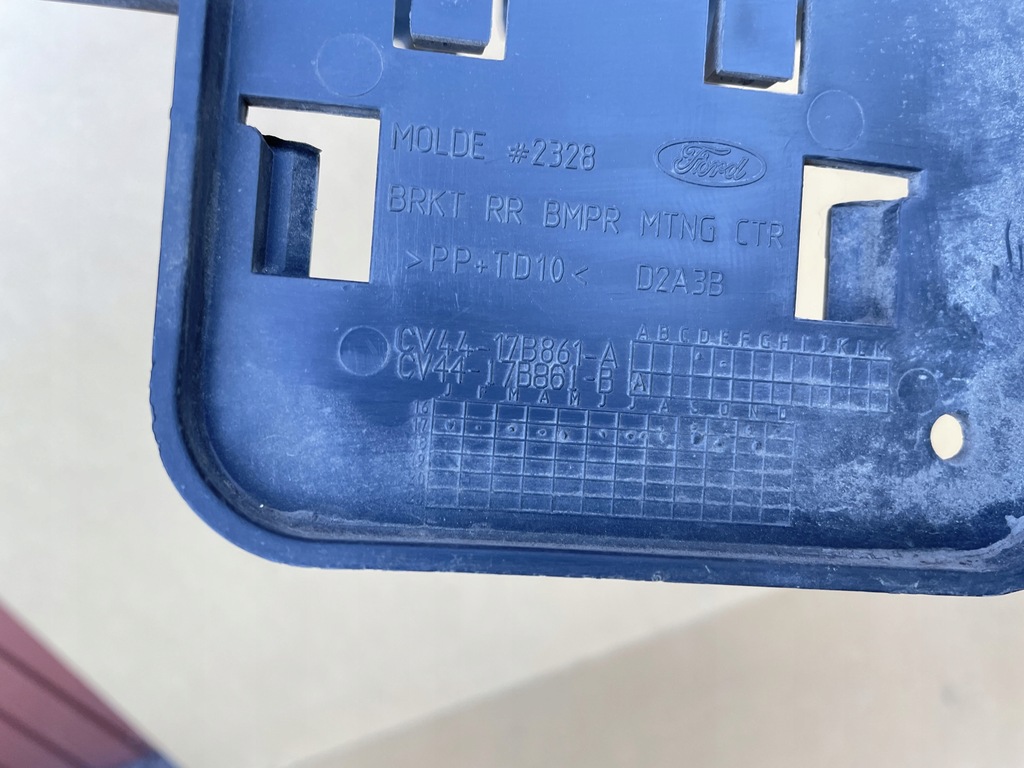 MOLDE #2328
Ford
BRKT RR BMPR MTNG CTR
>PP+TD10< D2A3B
CV44-17B861-A
CV44-17B861-B
A B C D E F G H I J K L M
A
J F M A M J J A S O N D
16
17